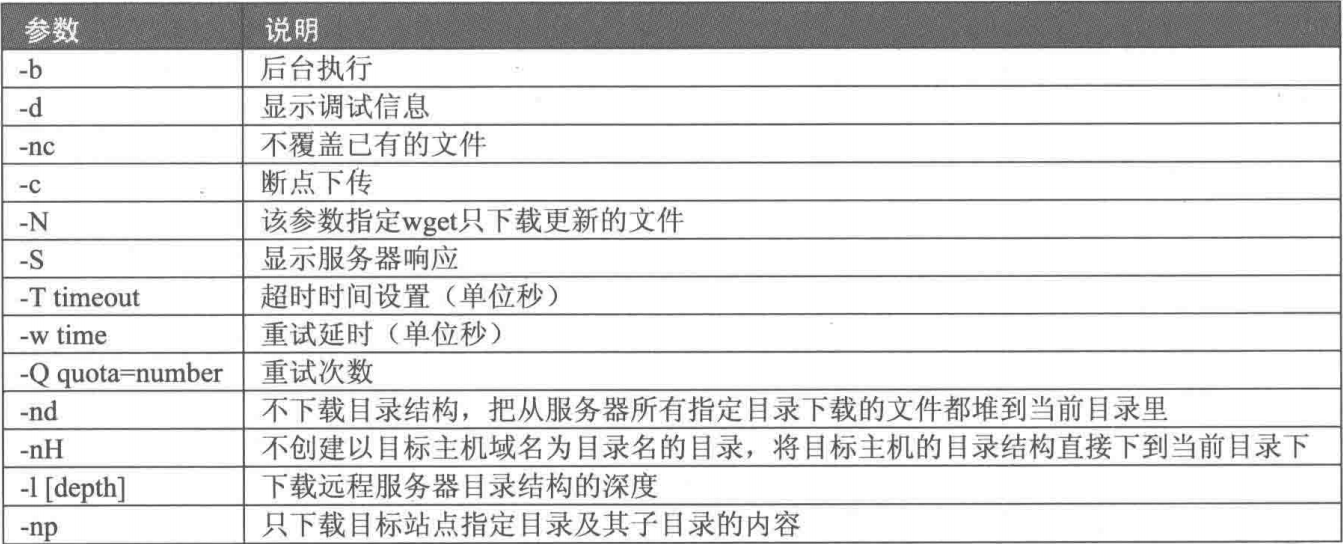 参数 说明
-b 后台执行
-d 显示调试信息
-nc 不覆盖已有的文件
-c 断点下传
-N 该参数指定wget只下载更新的文件
-S 显示服务器响应
-T timeout 超时时间设置（单位秒）
-w time 重试延时（单位秒）
-Q quota=number 重试次数
-nd 不下载目录结构，把从服务器所有指定目录下载的文件都堆到当前目录里
-nH 不创建以目标主机域名为目录名的目录，将目标主机的目录结构直接下到当前目录下
-l [depth] 下载远程服务器目录结构的深度
-np 只下载目标站点指定目录及其子目录的内容